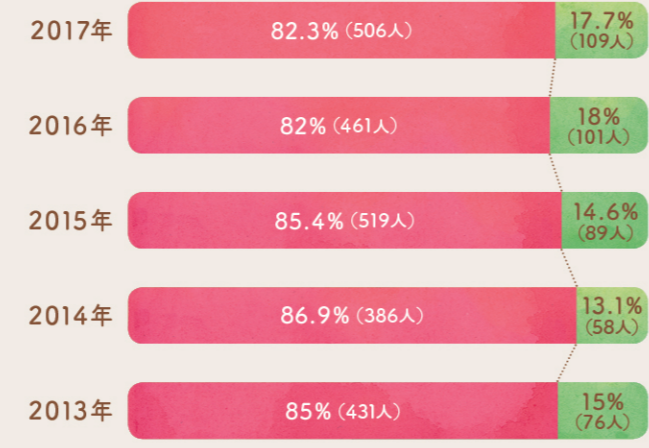 2017年 82.3%（506人） 17.7%
（109人）
2016年 82%（461人） 18%
（101人）
2015年 85.4%（519人） 14.6%
（89人）
2014年 86.9%（386人） 13.1%
（58人）
2013年 85%（431人） 15%
（76人）